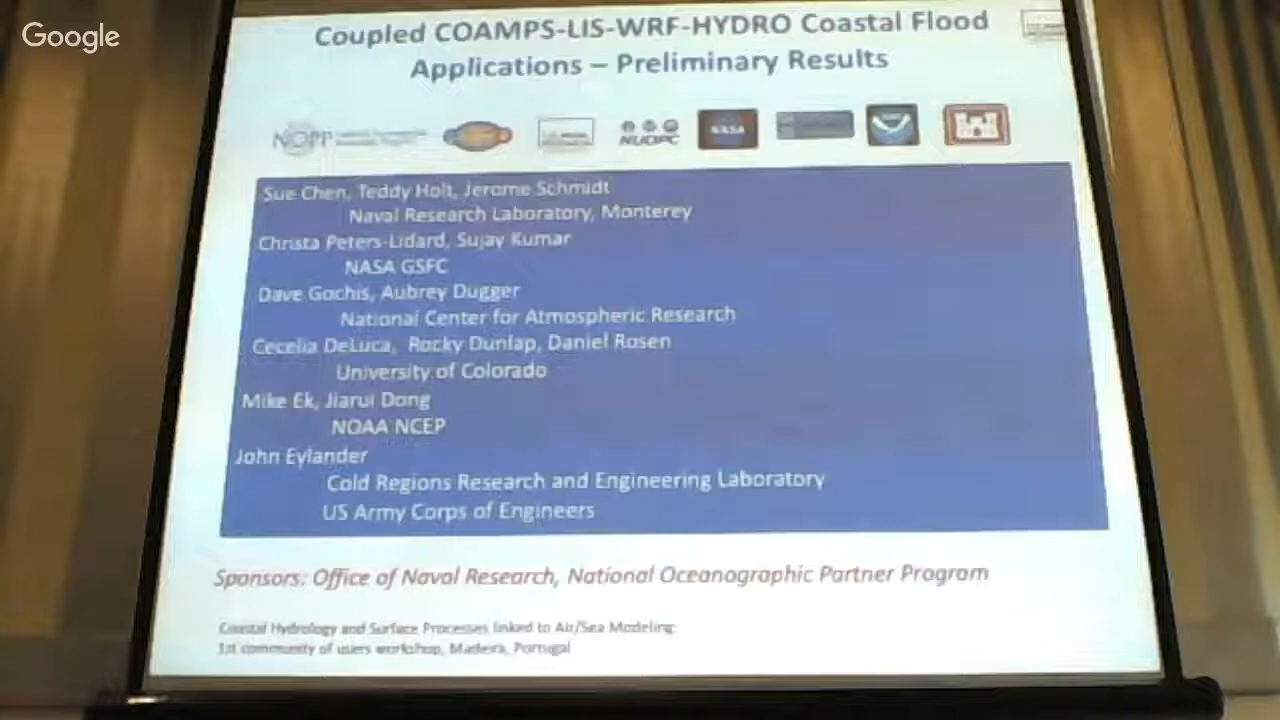 Google
Coupled COAMPS-LIS-WRF-HYDRO Coastal Flood
Applications – Preliminary Results
NOPP
NUOPC
NASA
Sue Chen, Teddy Holt, Jerome Schmidt
Naval Research Laboratory, Monterey
Christa Peters-Lidard, Sujay Kumar
NASA GSFC
Dave Gochis, Aubrey Dugger
National Center for Atmospheric Research
Cecelia DeLuca, Rocky Dunlap, Daniel Rosen
University of Colorado
Mike Ek, Jiarui Dong
NOAA NCEP
John Eylander
Cold Regions Research and Engineering Laboratory
US Army Corps of Engineers
Sponsors: Office of Naval Research, National Oceanographic Partner Program
Coastal Hydrology and Surface Processes linked to Air/Sea Modeling:
1st community of users workshop, Madeira, Portugal